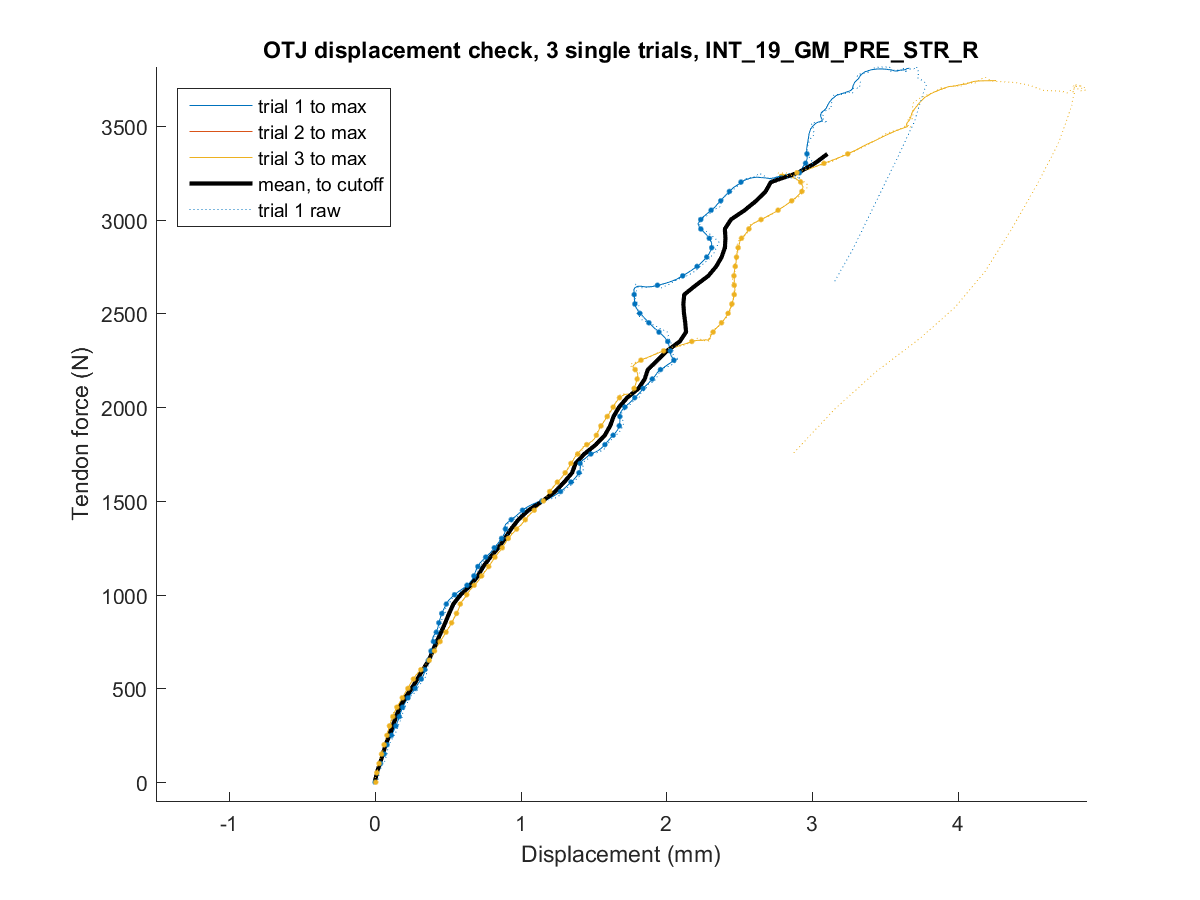 OTJ displacement check, 3 single trials, INT_19_GM_PRE_STR_R
trial 1 to max
trial 2 to max
trial 3 to max
mean, to cutoff
trial 1 raw
3500
3000
2500
2000
1500
1000
500
0
Tendon force (N)
-1 0 1 2 3 4
Displacement (mm)